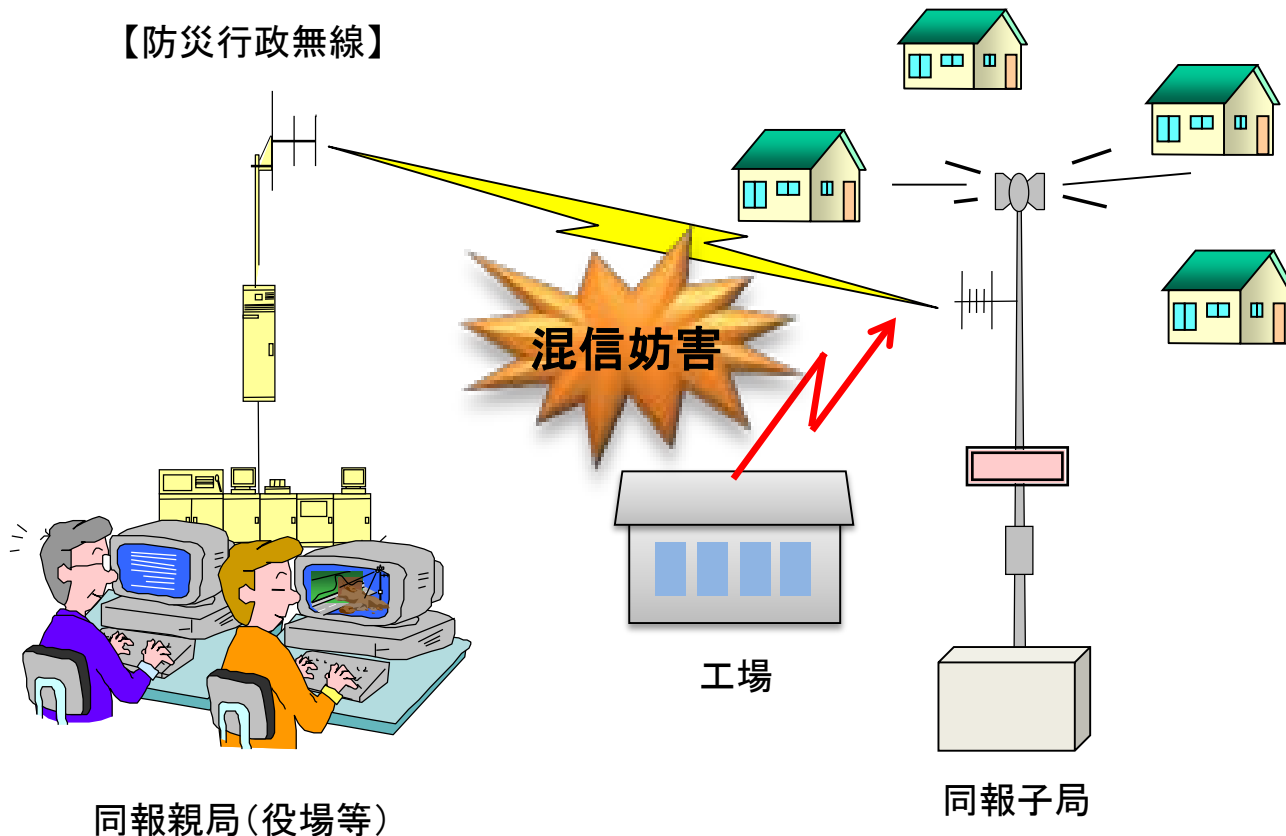 【防災行政無線】
混信妨害
工場
同報子局
同報親局(役場等)